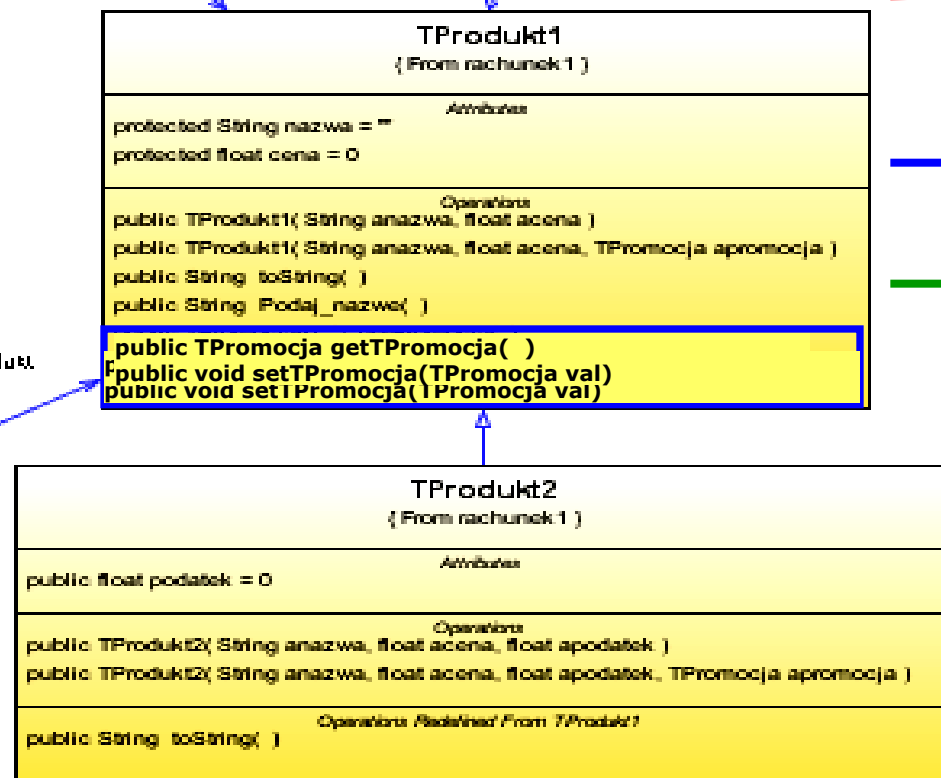 TProdukt1
{ From rachunek1 }
Attributes
protected String nazwa = ""
protected float cena = 0
Operations
public TProdukt1( String anazwa, float acena )
public TProdukt1( String anazwa, float acena, TPromocja apromocja )
public String toString( )
public String Podaj_nazwe( )
public TPromocja getTPromocja( )
public void setTPromocja(TPromocja val)
public void setTPromocja(TPromocja val)
TProdukt2
{ From rachunek1 }
Attributes
public float podatek = 0
Operations
public TProdukt2( String anazwa, float acena, float apodatek )
public TProdukt2( String anazwa, float acena, float apodatek, TPromocja apromocja )
Operations Redefined From TProdukt1
public String toString( )